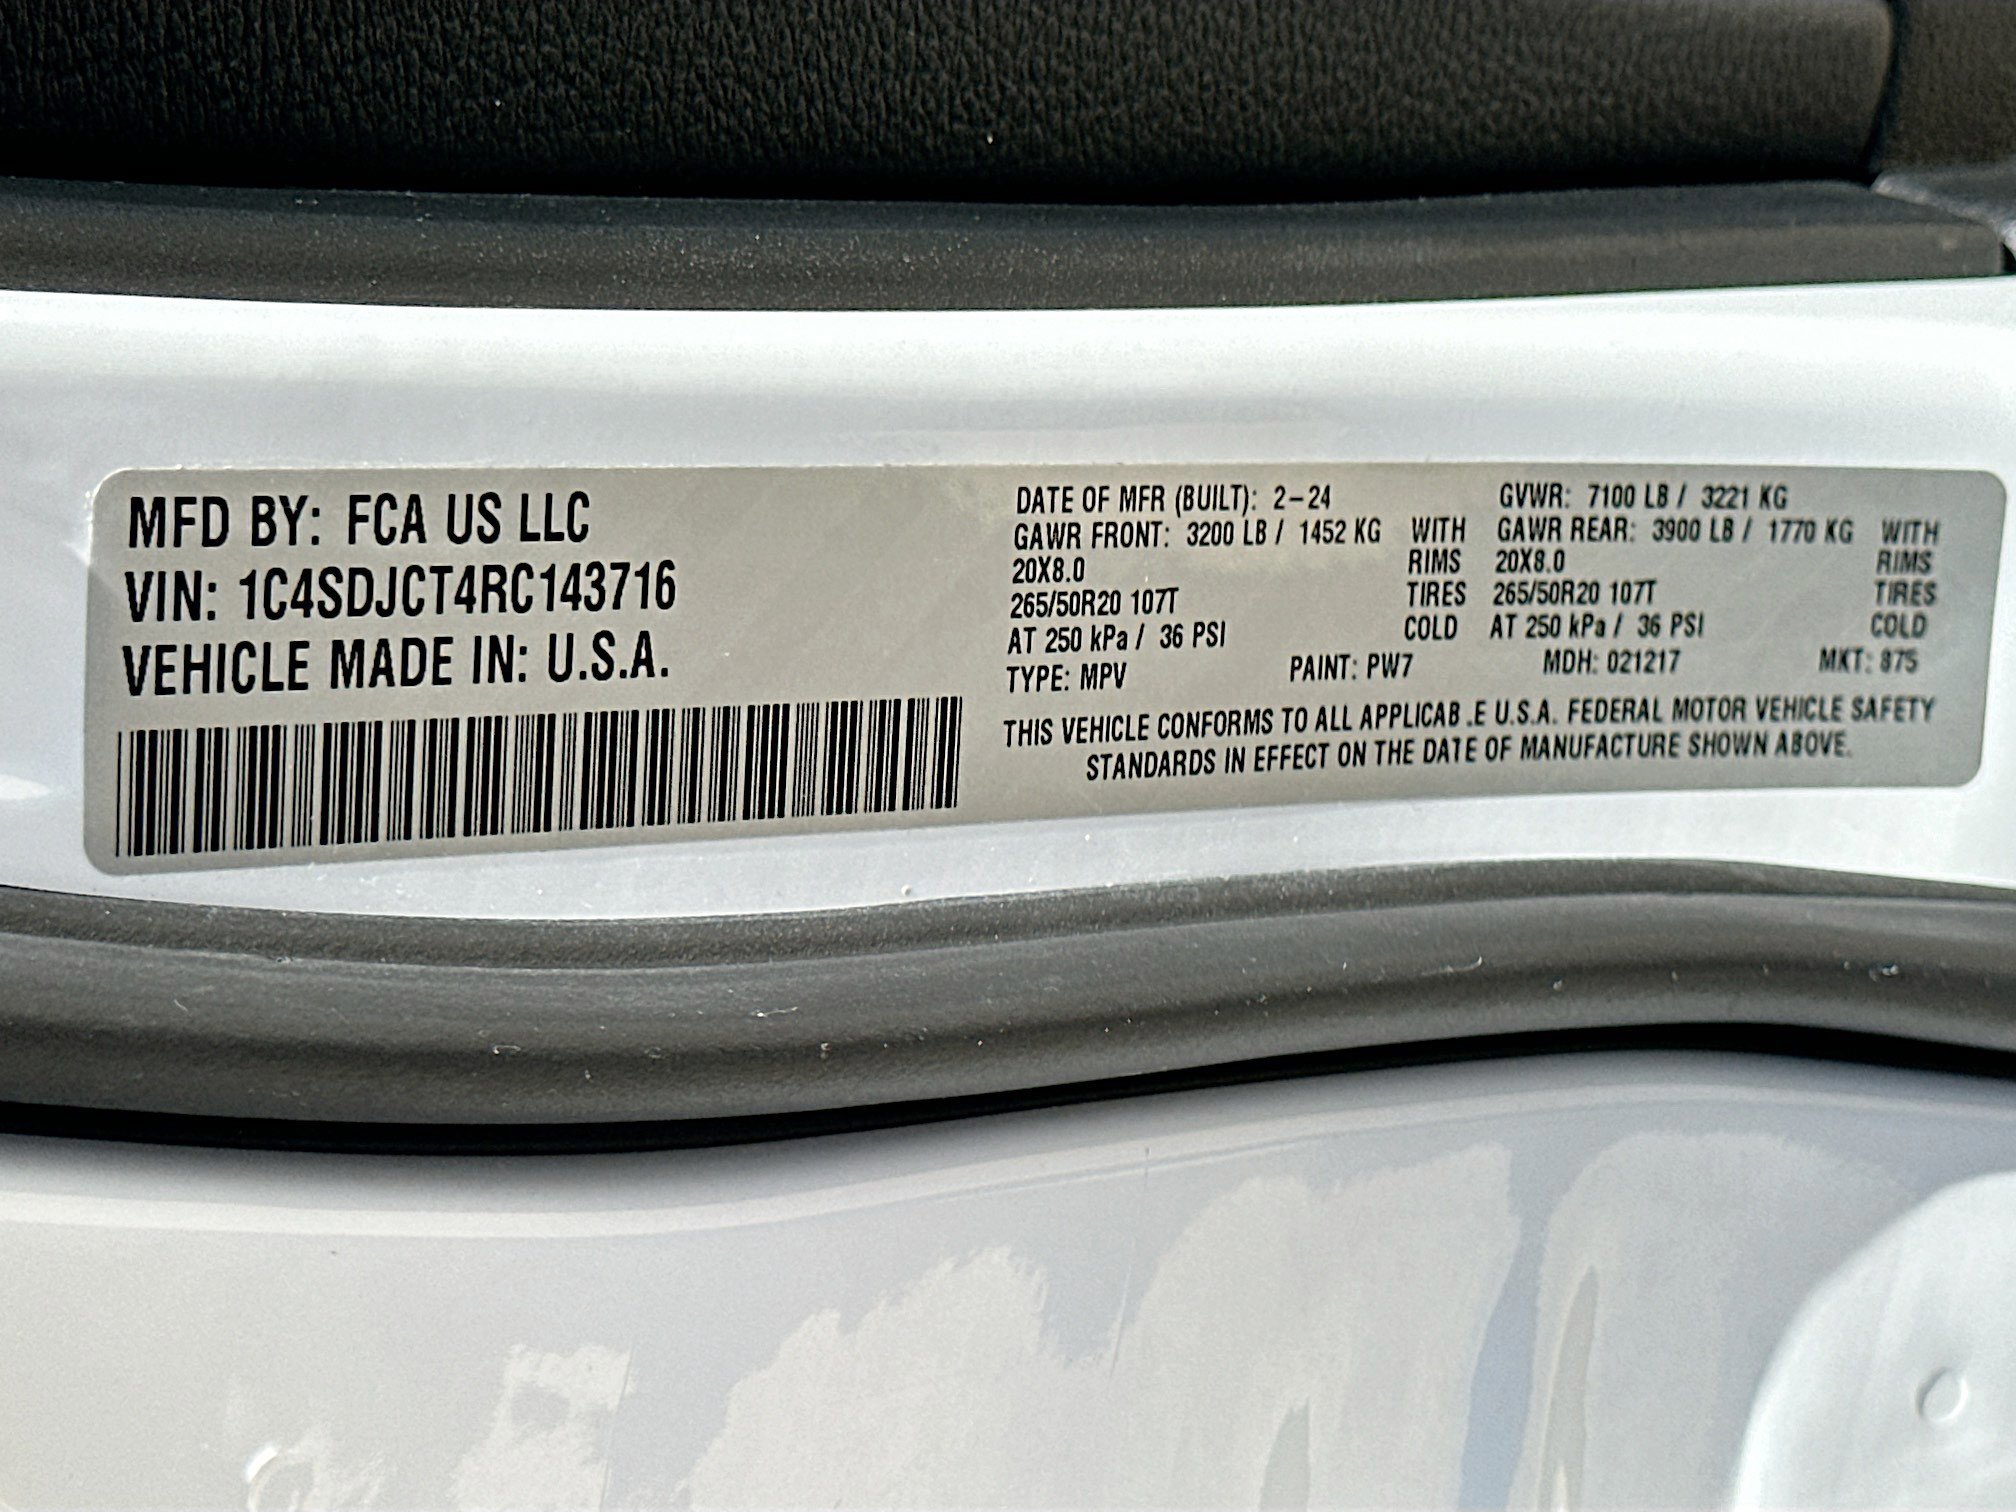 MFD BY: FCA US LLC
VIN: 1C4SDJCT4RC143716
VEHICLE MADE IN: U.S.A.
DATE OF MFR (BUILT): 2-24 GVWR: 7100 LB / 3221 KG
GAWR FRONT: 3200 LB / 1452 KG WITH GAWR REAR: 3900 LB / 1770 KG WITH
20X8.0 RIMS 20X8.0 RIMS
265/50R20 107T TIRES 265/50R20 107T TIRES
AT 250 kPa / 36 PSI COLD AT 250 kPa / 36 PSI COLD
TYPE: MPV PAINT: PW7 MDH: 021217 MKT: 875
THIS VEHICLE CONFORMS TO ALL APPLICAB.E U.S.A. FEDERAL MOTOR VEHICLE SAFETY
STANDARDS IN EFFECT ON THE DATE OF MANUFACTURE SHOWN ABOVE.